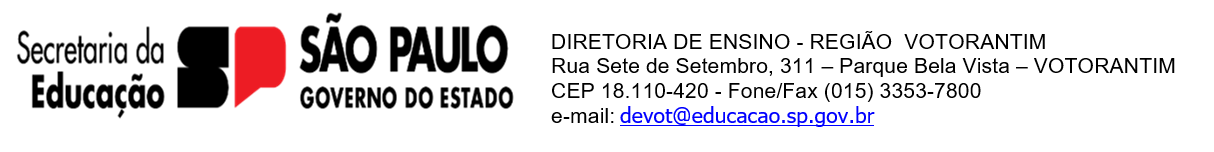 Secretaria da
Educação
SP
SÃO PAULO
GOVERNO DO ESTADO
DIRETORIA DE ENSINO - REGIÃO  VOTORANTIM
Rua Sete de Setembro, 311 – Parque Bela Vista – VOTORANTIM
CEP 18.110-420 - Fone/Fax (015) 3353-7800
e-mail: devot@educacao.sp.gov.br